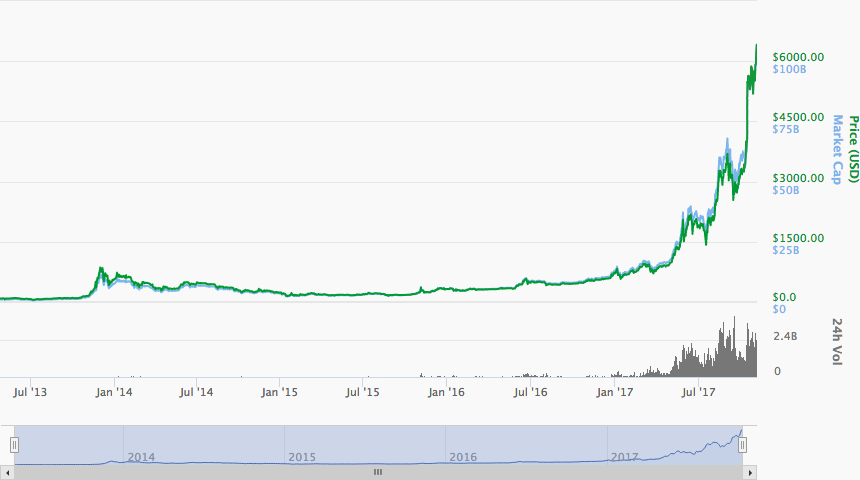 $6000.00
$100B
$4500.00
$75B
$3000.00
$50B
$1500.00
$25B
$0.0
$0
Price (USD)
Market Cap
2.4B
0
24h Vol
Jul '13
Jan '14
Jul '14
Jan '15
Jul '15
Jan '16
Jul '16
Jan '17
Jul '17
2014
2015
2016
2017